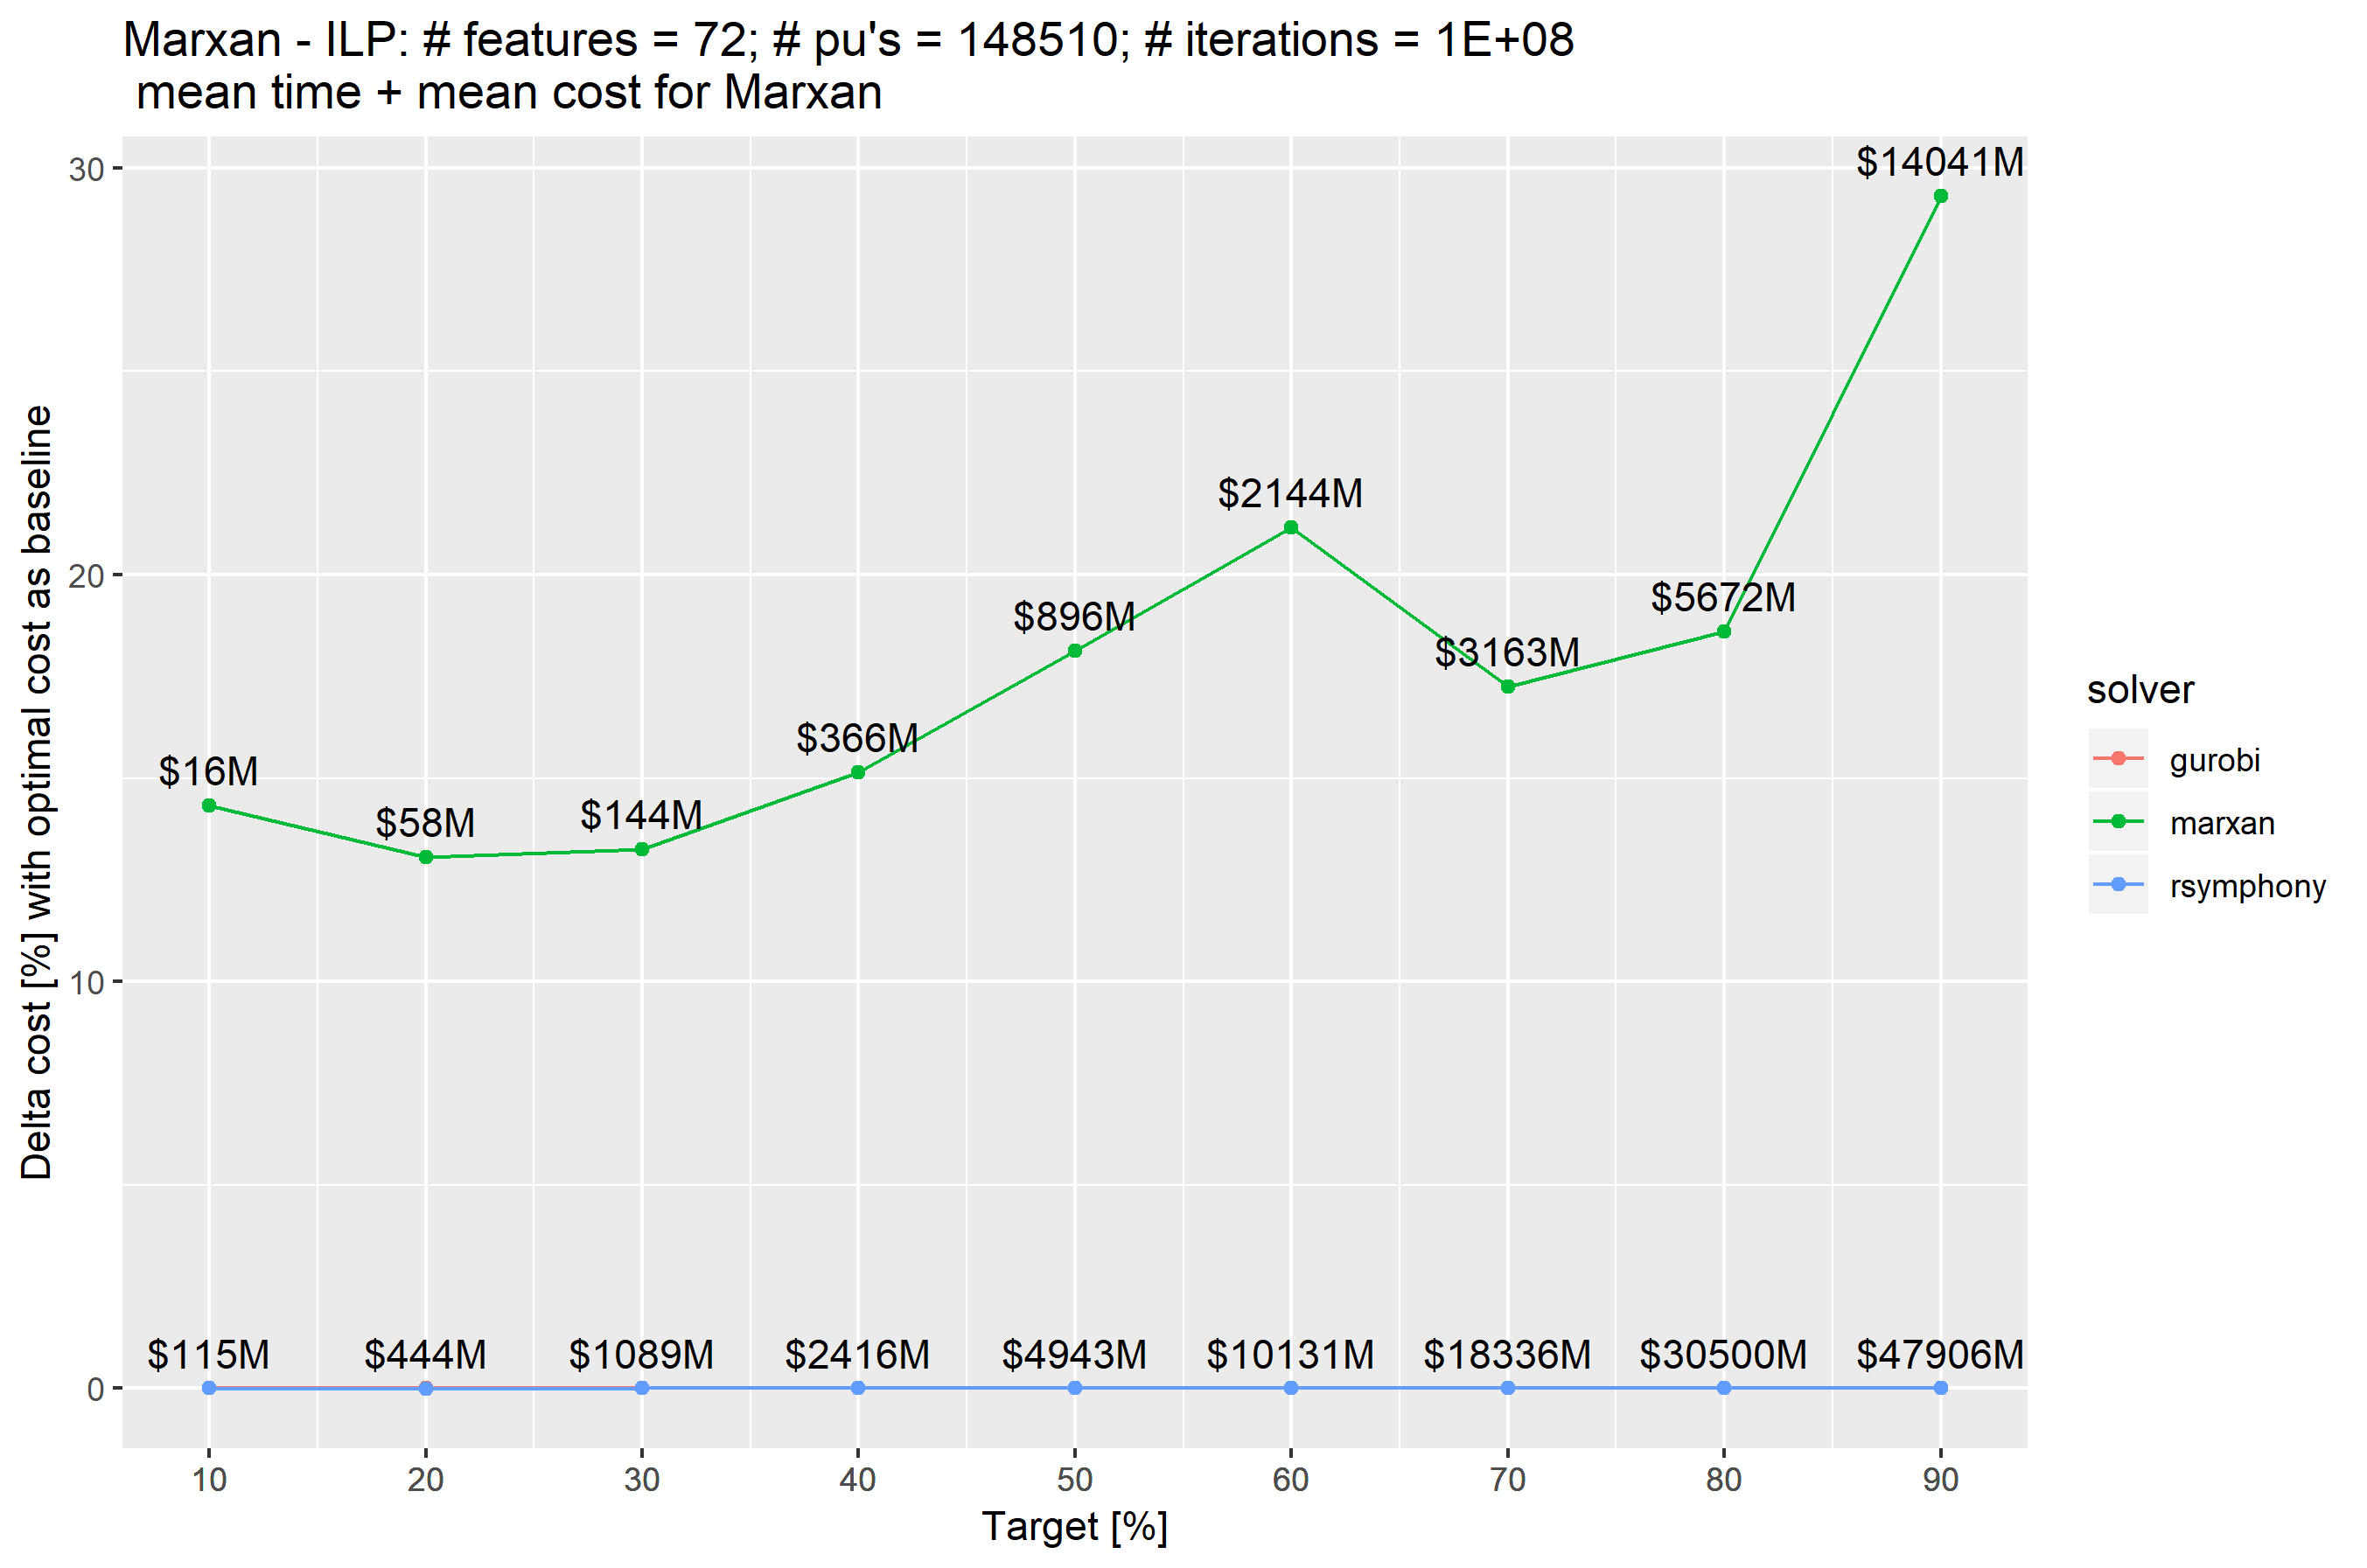 Marxan - ILP: # features = 72; # pu's = 148510; # iterations = 1E+08
mean time + mean cost for Marxan
Delta cost [%] with optimal cost as baseline
30
20
10
0
$14041M
$2144M
$5672M
$896M
$3163M
$366M
$16M
$144M
$58M
$115M $444M $1089M $2416M $4943M $10131M $18336M $30500M $47906M
10 20 30 40 50 60 70 80 90
Target [%]
solver
gurobi
marxan
rsymphony